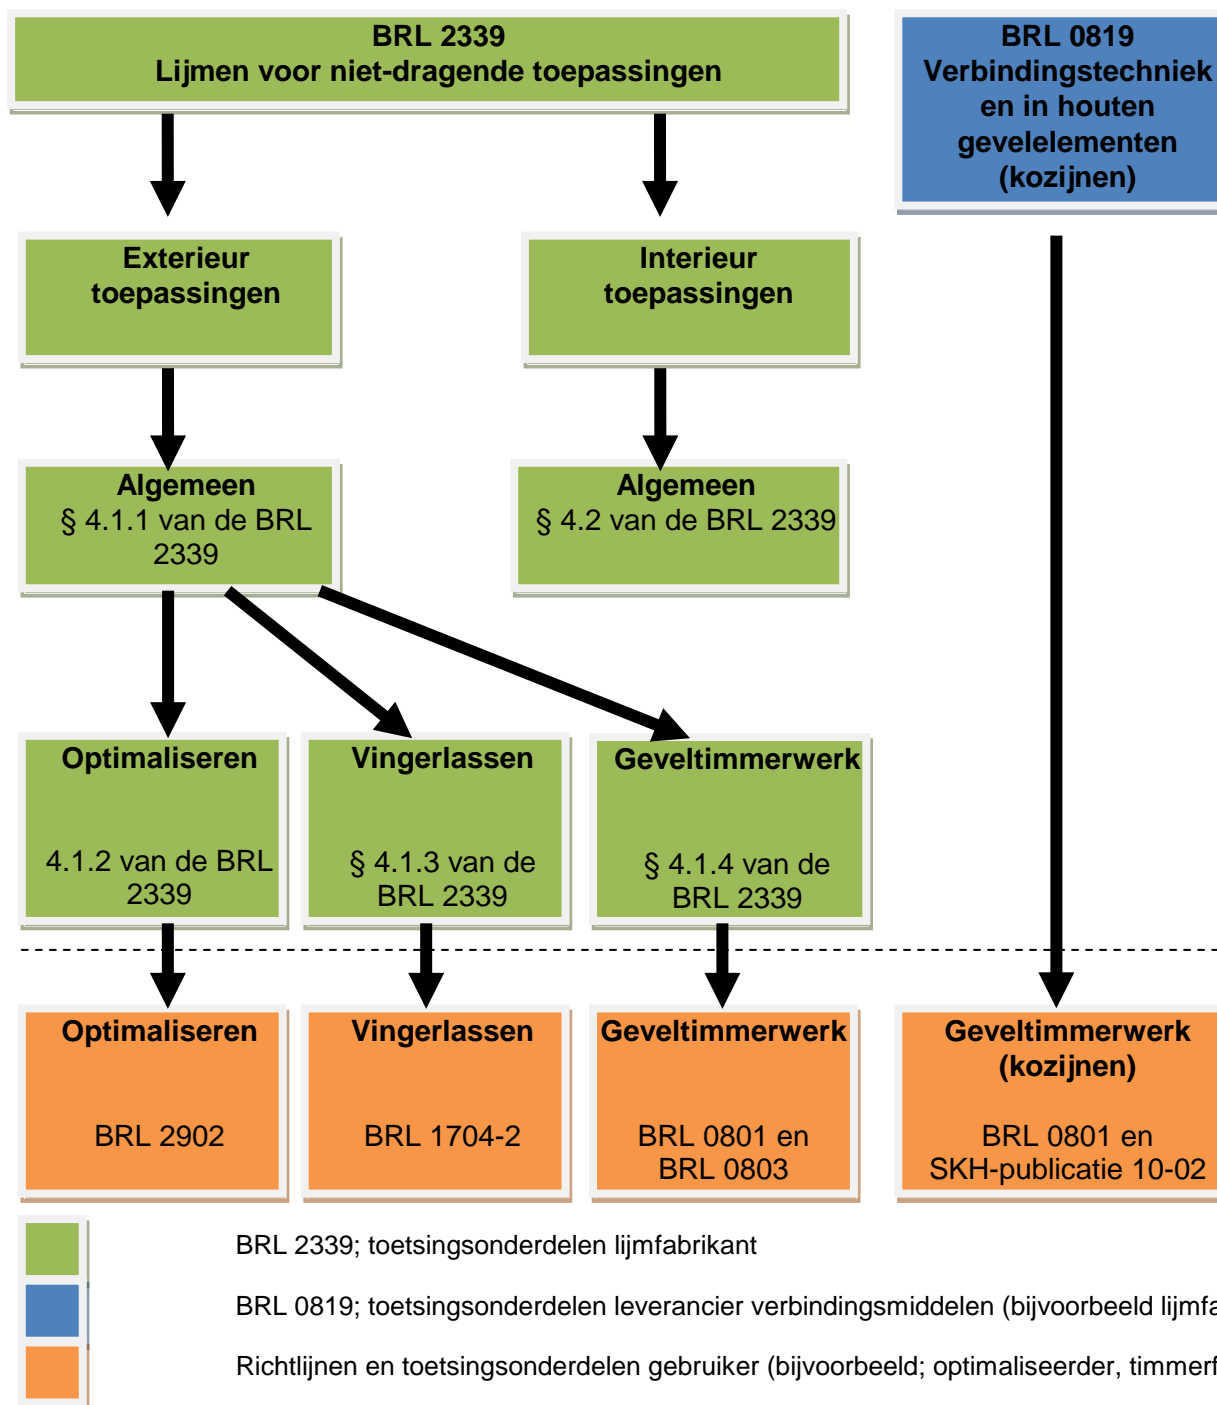 BRL 2339
Lijmen voor niet-dragende toepassingen
BRL 0819
Verbindingstechniek
en in houten
gevelelementen
(kozijnen)
Exterieur
toepassingen
Interieur
toepassingen
Algemeen
§ 4.1.1 van de BRL
2339
Algemeen
§ 4.2 van de BRL 2339
Optimaliseren
4.1.2 van de BRL
2339
Vingerlassen
§ 4.1.3 van de
BRL 2339
Geveltimmerwerk
§ 4.1.4 van de
BRL 2339
Optimaliseren
BRL 2902
Vingerlassen
BRL 1704-2
Geveltimmerwerk
BRL 0801 en
BRL 0803
Geveltimmerwerk
(kozijnen)
BRL 0801 en
SKH-publicatie 10-02
BRL 2339; toetsingsonderdelen lijmfabrikant
BRL 0819; toetsingsonderdelen leverancier verbindingsmiddelen (bijvoorbeeld lijmfa
Richtlijnen en toetsingsonderdelen gebruiker (bijvoorbeeld; optimaliseerder, timmerf